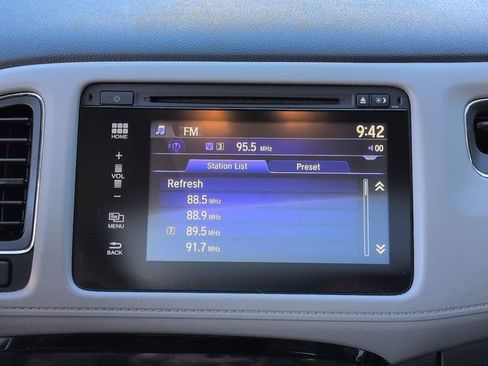 FM
9:42
HOME
3 95.5 MHz
00
Station List Preset
VOL
Refresh
88.5 MHz
88.9 MHz
7 89.5 MHz
91.7 MHz
MENU
BACK